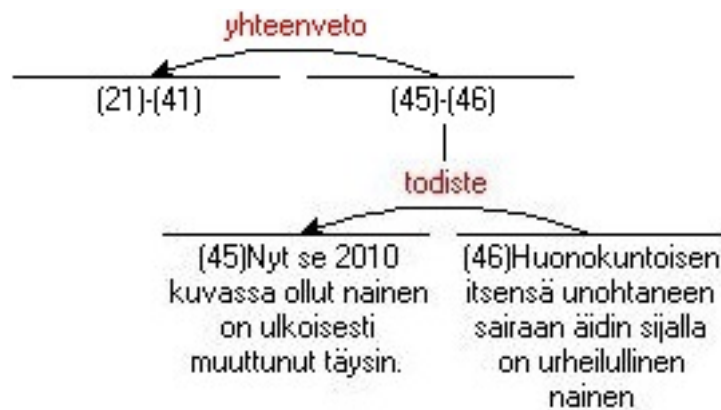 yhteenveto
(21)-(41)
(45)-(46)
todiste
(45)Nyt se 2010
kuvassa ollut nainen
on ulkoisesti
muuttunut täysin.
(46)Huonokuntoisen
itsensä unohtaneen
sairaan äidin sijalla
on urheilullinen
nainen